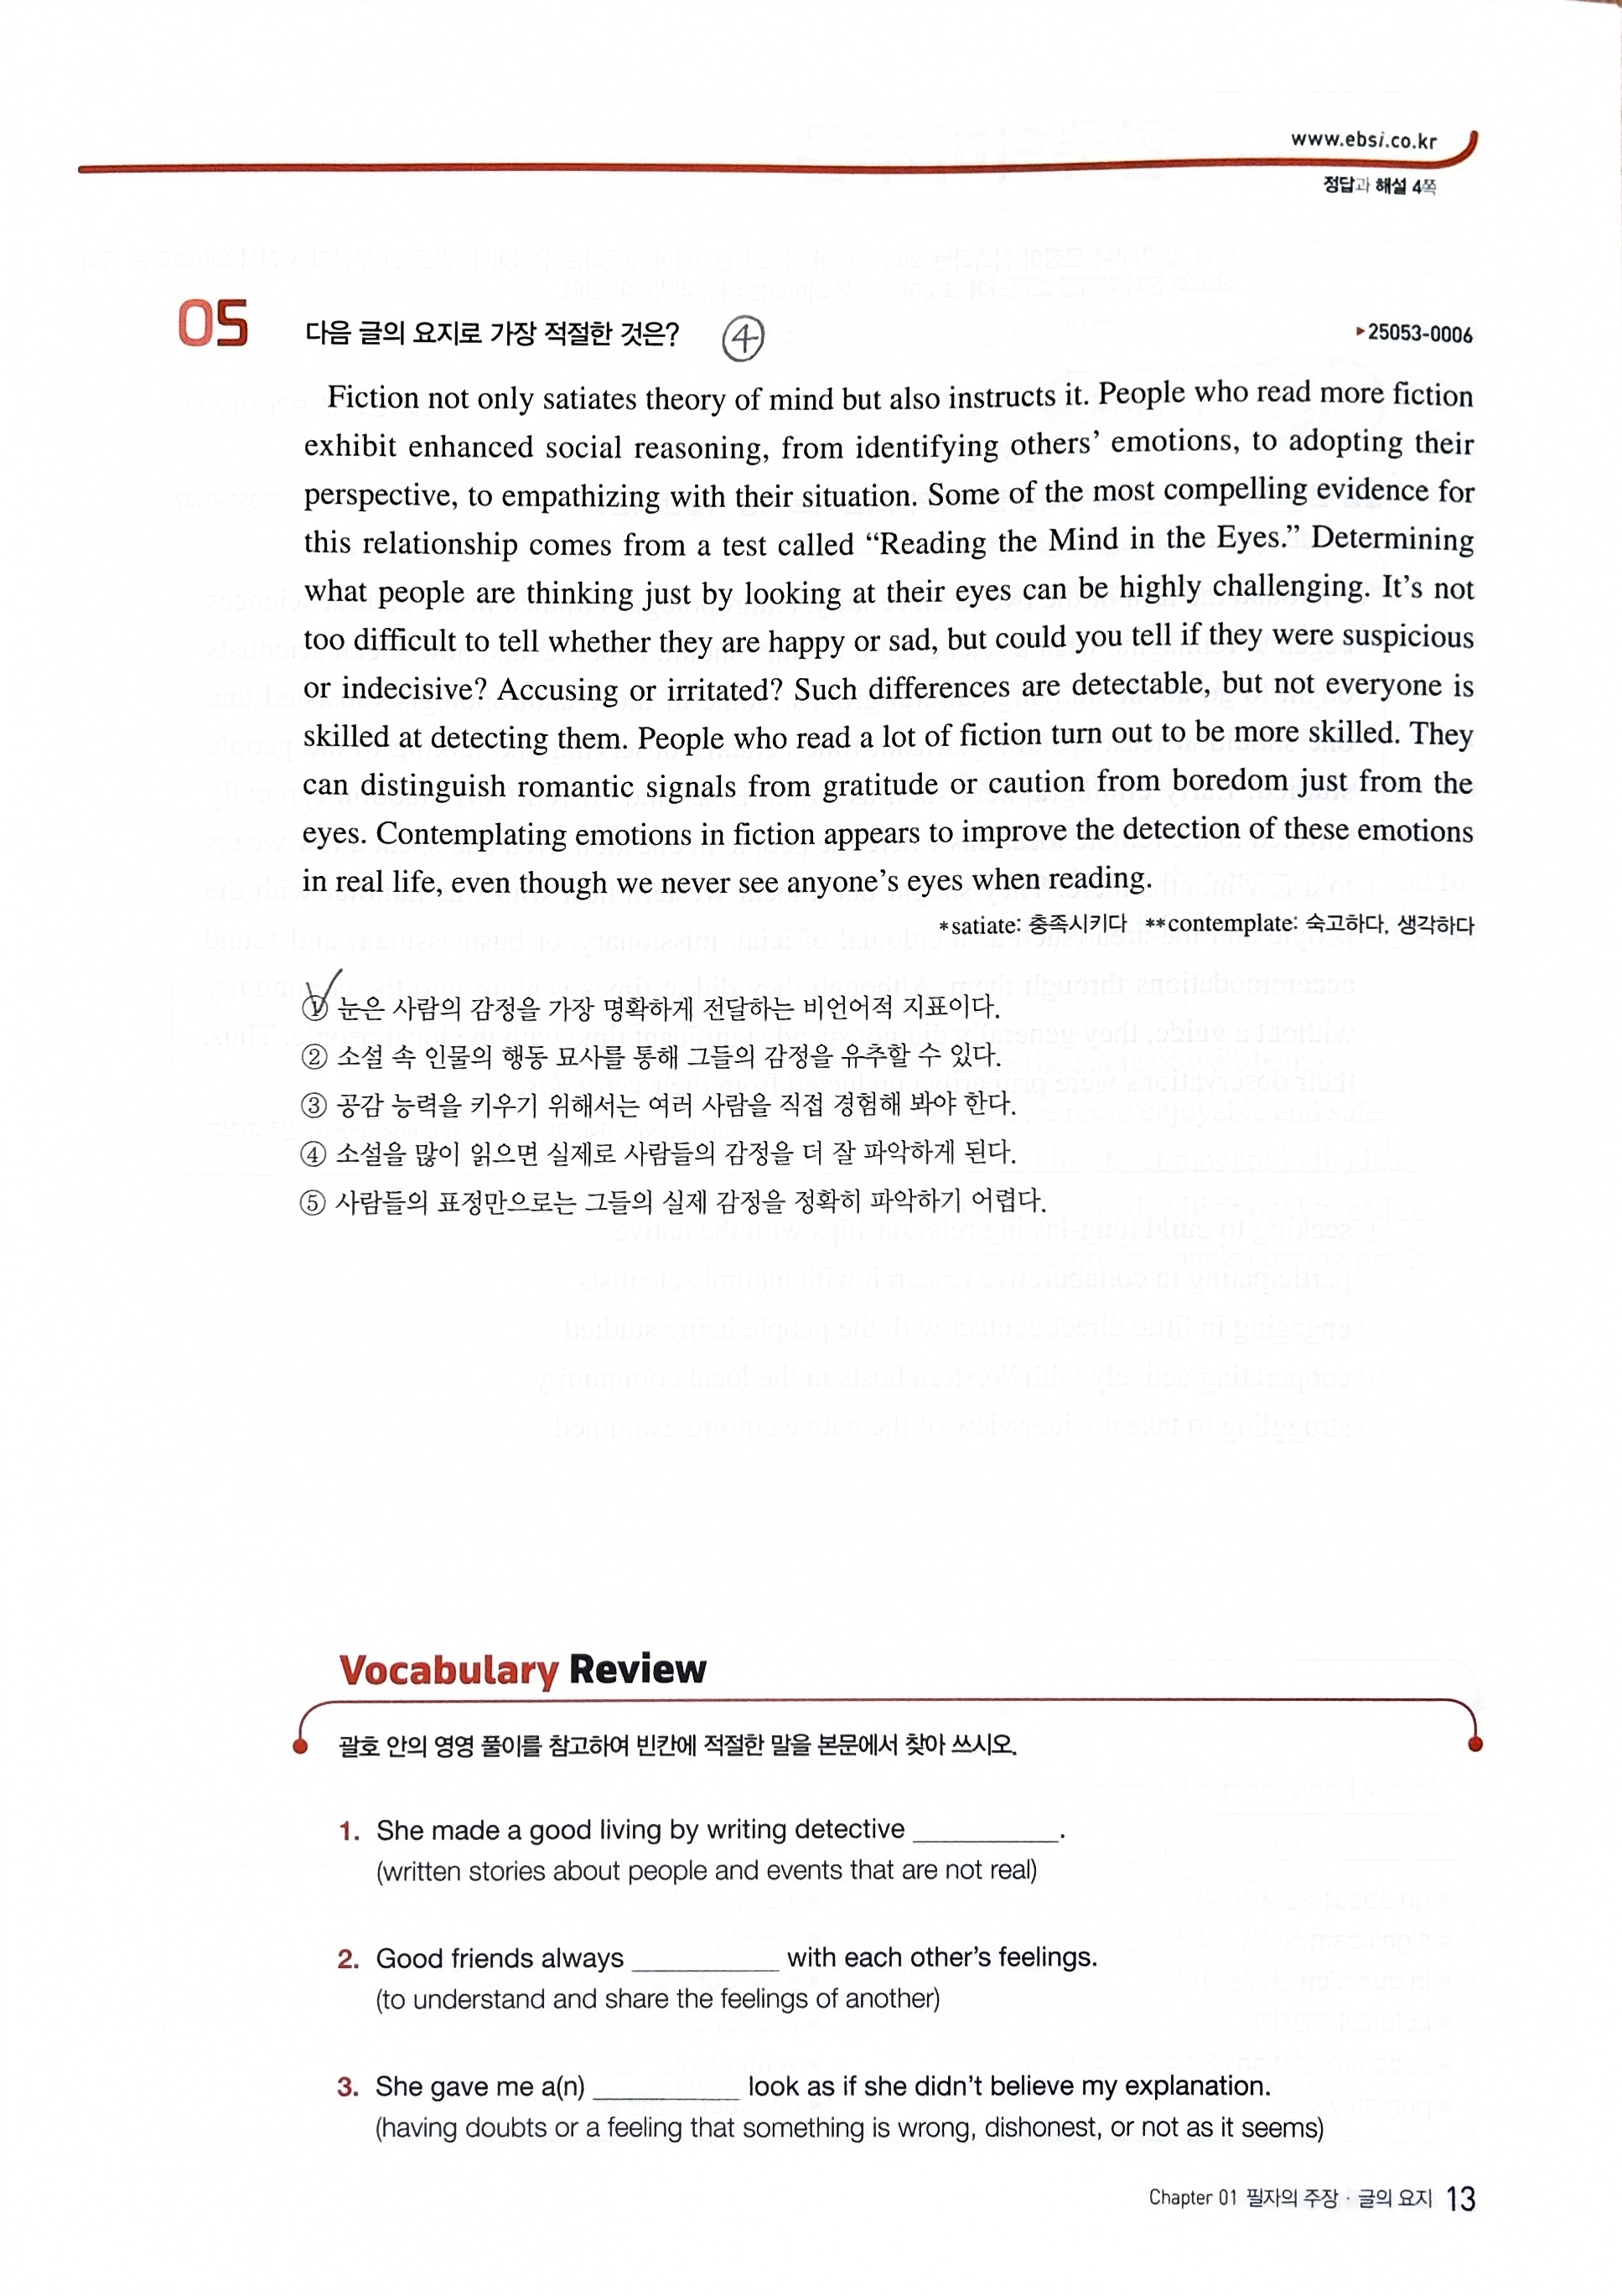 www.ebsi.co.kr
정답과 해설 4쪽
05 다음 글의 요지로 가장 적절한 것은? ④ ▶25053-0006
Fiction not only satiates theory of mind but also instructs it. People who read more fiction
exhibit enhanced social reasoning, from identifying others’ emotions, to adopting their
perspective, to empathizing with their situation. Some of the most compelling evidence for
this relationship comes from a test called “Reading the Mind in the Eyes.” Determining
what people are thinking just by looking at their eyes can be highly challenging. It’s not
too difficult to tell whether they are happy or sad, but could you tell if they were suspicious
or indecisive? Accusing or irritated? Such differences are detectable, but not everyone is
skilled at detecting them. People who read a lot of fiction turn out to be more skilled. They
can distinguish romantic signals from gratitude or caution from boredom just from the
eyes. Contemplating emotions in fiction appears to improve the detection of these emotions
in real life, even though we never see anyone’s eyes when reading.
*satiate: 충족시키다 **contemplate: 숙고하다, 생각하다
① 눈은 사람의 감정을 가장 명확하게 전달하는 비언어적 지표이다.
② 소설 속 인물의 행동 묘사를 통해 그들의 감정을 유추할 수 있다.
③ 공감 능력을 키우기 위해서는 여러 사람을 직접 경험해 봐야 한다.
④ 소설을 많이 읽으면 실제로 사람들의 감정을 더 잘 파악하게 된다.
⑤ 사람들의 표정만으로는 그들의 실제 감정을 정확히 파악하기 어렵다.
Vocabulary Review
괄호 안의 영영 풀이를 참고하여 빈칸에 적절한 말을 본문에서 찾아 쓰시오.
1. She made a good living by writing detective __________.
(written stories about people and events that are not real)
2. Good friends always __________ with each other’s feelings.
(to understand and share the feelings of another)
3. She gave me a(n) __________ look as if she didn’t believe my explanation.
(having doubts or a feeling that something is wrong, dishonest, or not as it seems)
Chapter 01 필자의 주장 · 글의 요지 13